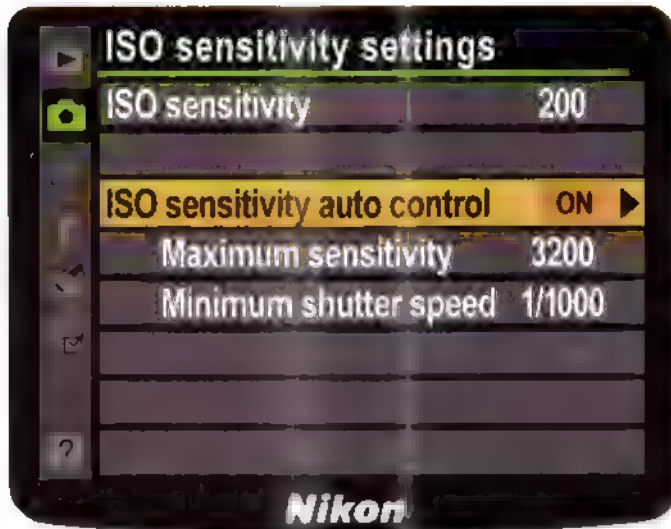 ISO sensitivity settings
ISO sensitivity 200
ISO sensitivity auto control ON
Maximum sensitivity 3200
Minimum shutter speed 1/1000
?
Nikon